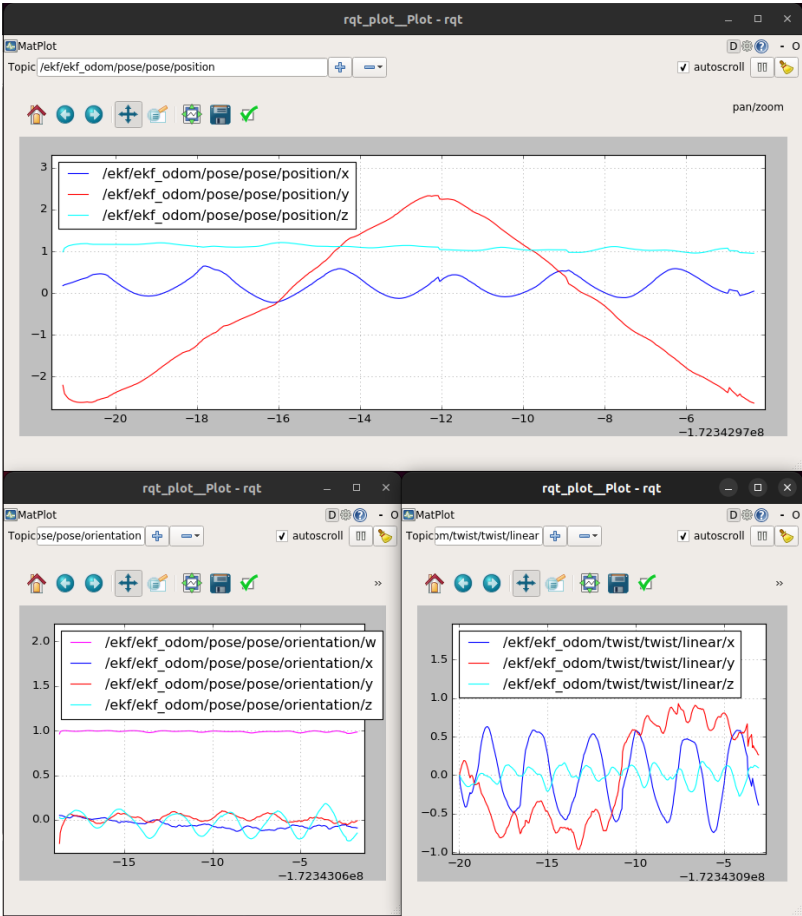 rqt_plot__Plot - rqt
MatPlot
D - O
Topic /ekf/ekf_odom/pose/pose/position
autoscroll
pan/zoom
/ekf/ekf_odom/pose/pose/position/x
/ekf/ekf_odom/pose/pose/position/y
/ekf/ekf_odom/pose/pose/position/z
3
2
1
0
−1
−2
−20 −18 −16 −14 −12 −10 −8 −6
−1.7234297e8
rqt_plot__Plot - rqt
MatPlot
D - O
Topic ose/pose/orientation
autoscroll
»
/ekf/ekf_odom/pose/pose/orientation/w
/ekf/ekf_odom/pose/pose/orientation/x
/ekf/ekf_odom/pose/pose/orientation/y
/ekf/ekf_odom/pose/pose/orientation/z
2.0
1.5
1.0
0.5
0.0
−15 −10 −5
−1.7234306e8
rqt_plot__Plot - rqt
MatPlot
D - O
Topic om/twist/twist/linear
autoscroll
»
/ekf/ekf_odom/twist/twist/linear/x
/ekf/ekf_odom/twist/twist/linear/y
/ekf/ekf_odom/twist/twist/linear/z
1.5
1.0
0.5
0.0
−0.5
−1.0
−20 −15 −10 −5
−1.7234309e8